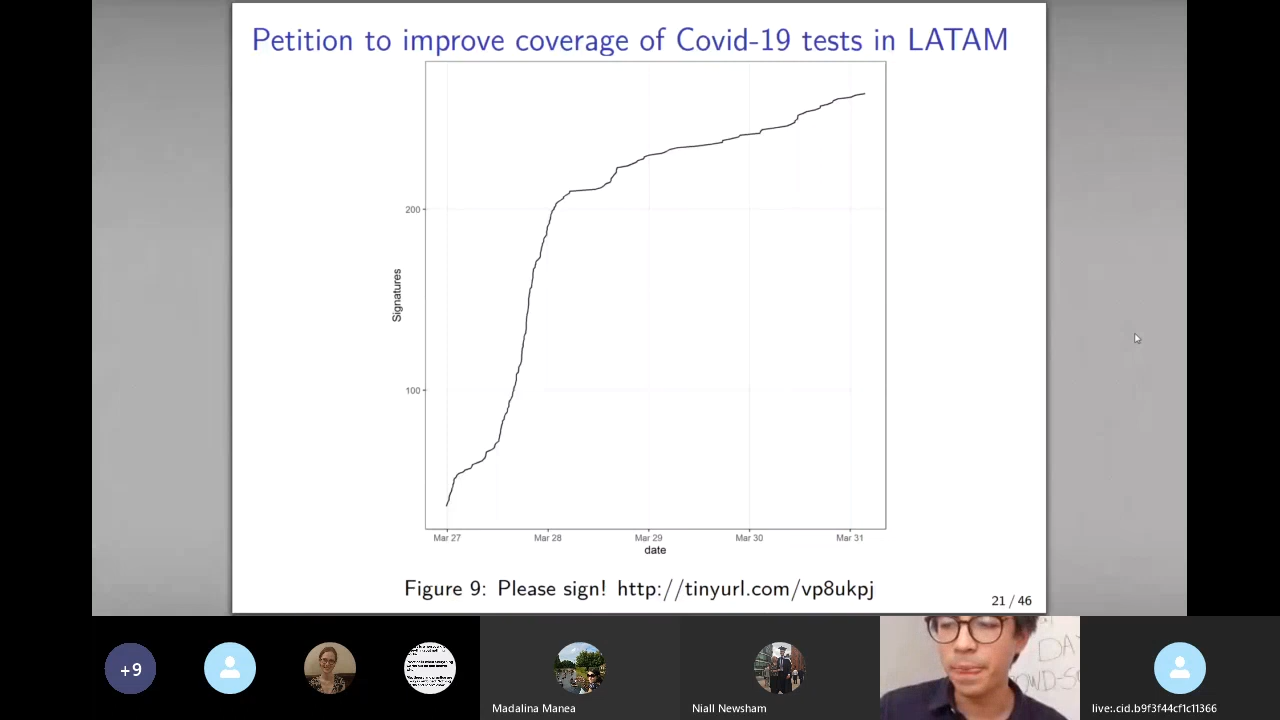 Petition to improve coverage of Covid-19 tests in LATAM
200
100
Signatures
Mar 27 Mar 28 Mar 29 Mar 30 Mar 31
date
Figure 9: Please sign! http://tinyurl.com/vp8ukpj
21 / 46
+9
Madalina Manea
Niall Newsham
DA
OWD-S
live:.cid.b9f3f44cf1c11366